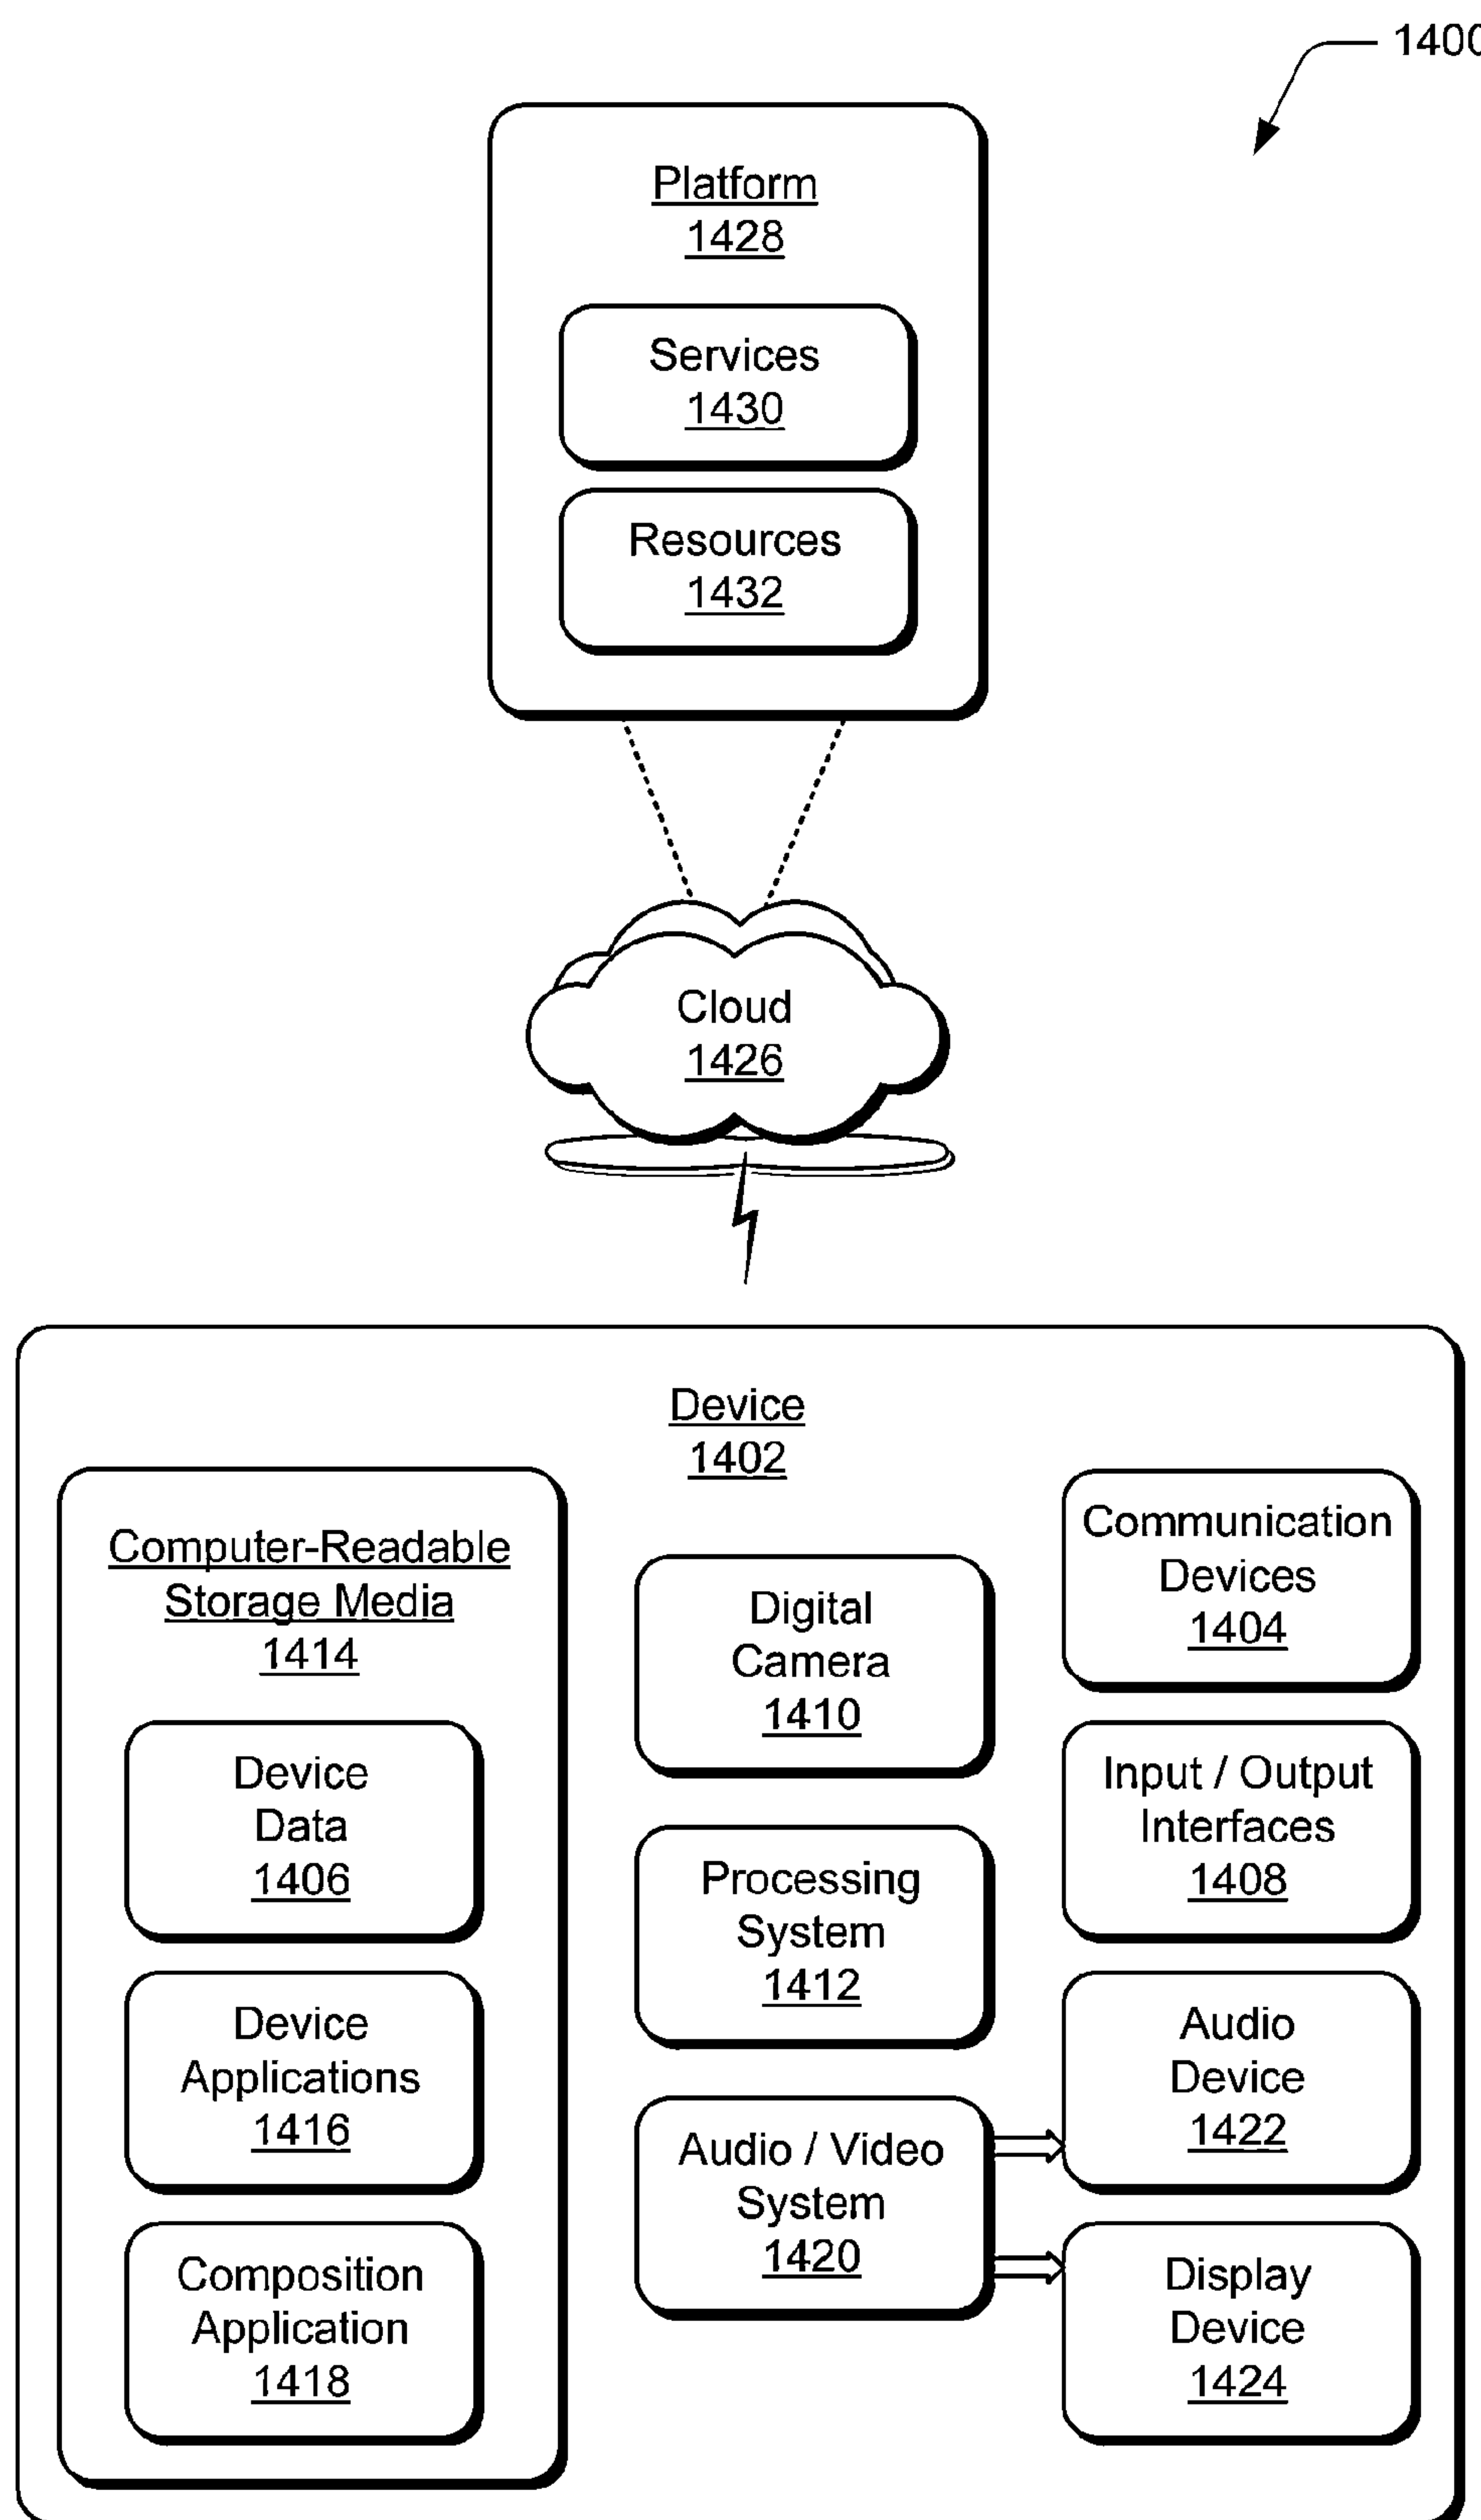 1400
Platform
1428
Services
1430
Resources
1432
Cloud
1426
Device
1402
Computer-Readable
Storage Media
1414
Device
Data
1406
Device
Applications
1416
Composition
Application
1418
Digital
Camera
1410
Processing
System
1412
Audio / Video
System
1420
Communication
Devices
1404
Input / Output
Interfaces
1408
Audio
Device
1422
Display
Device
1424